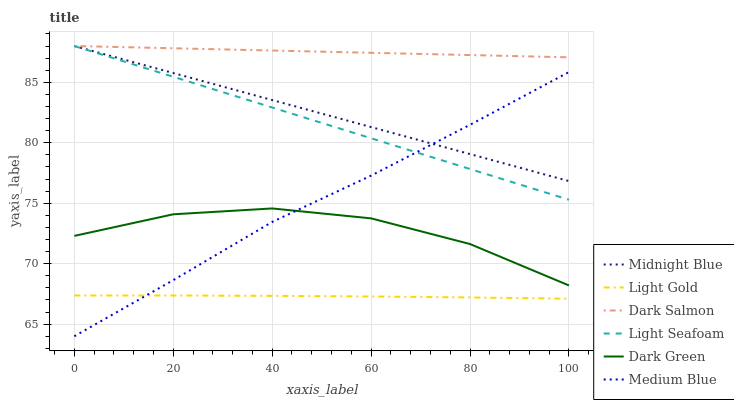 title
yaxis_label
85
80
75
70
65
0
20
40
60
80
100
xaxis_label
Midnight Blue
Light Gold
Dark Salmon
Light Seafoam
Dark Green
Medium Blue